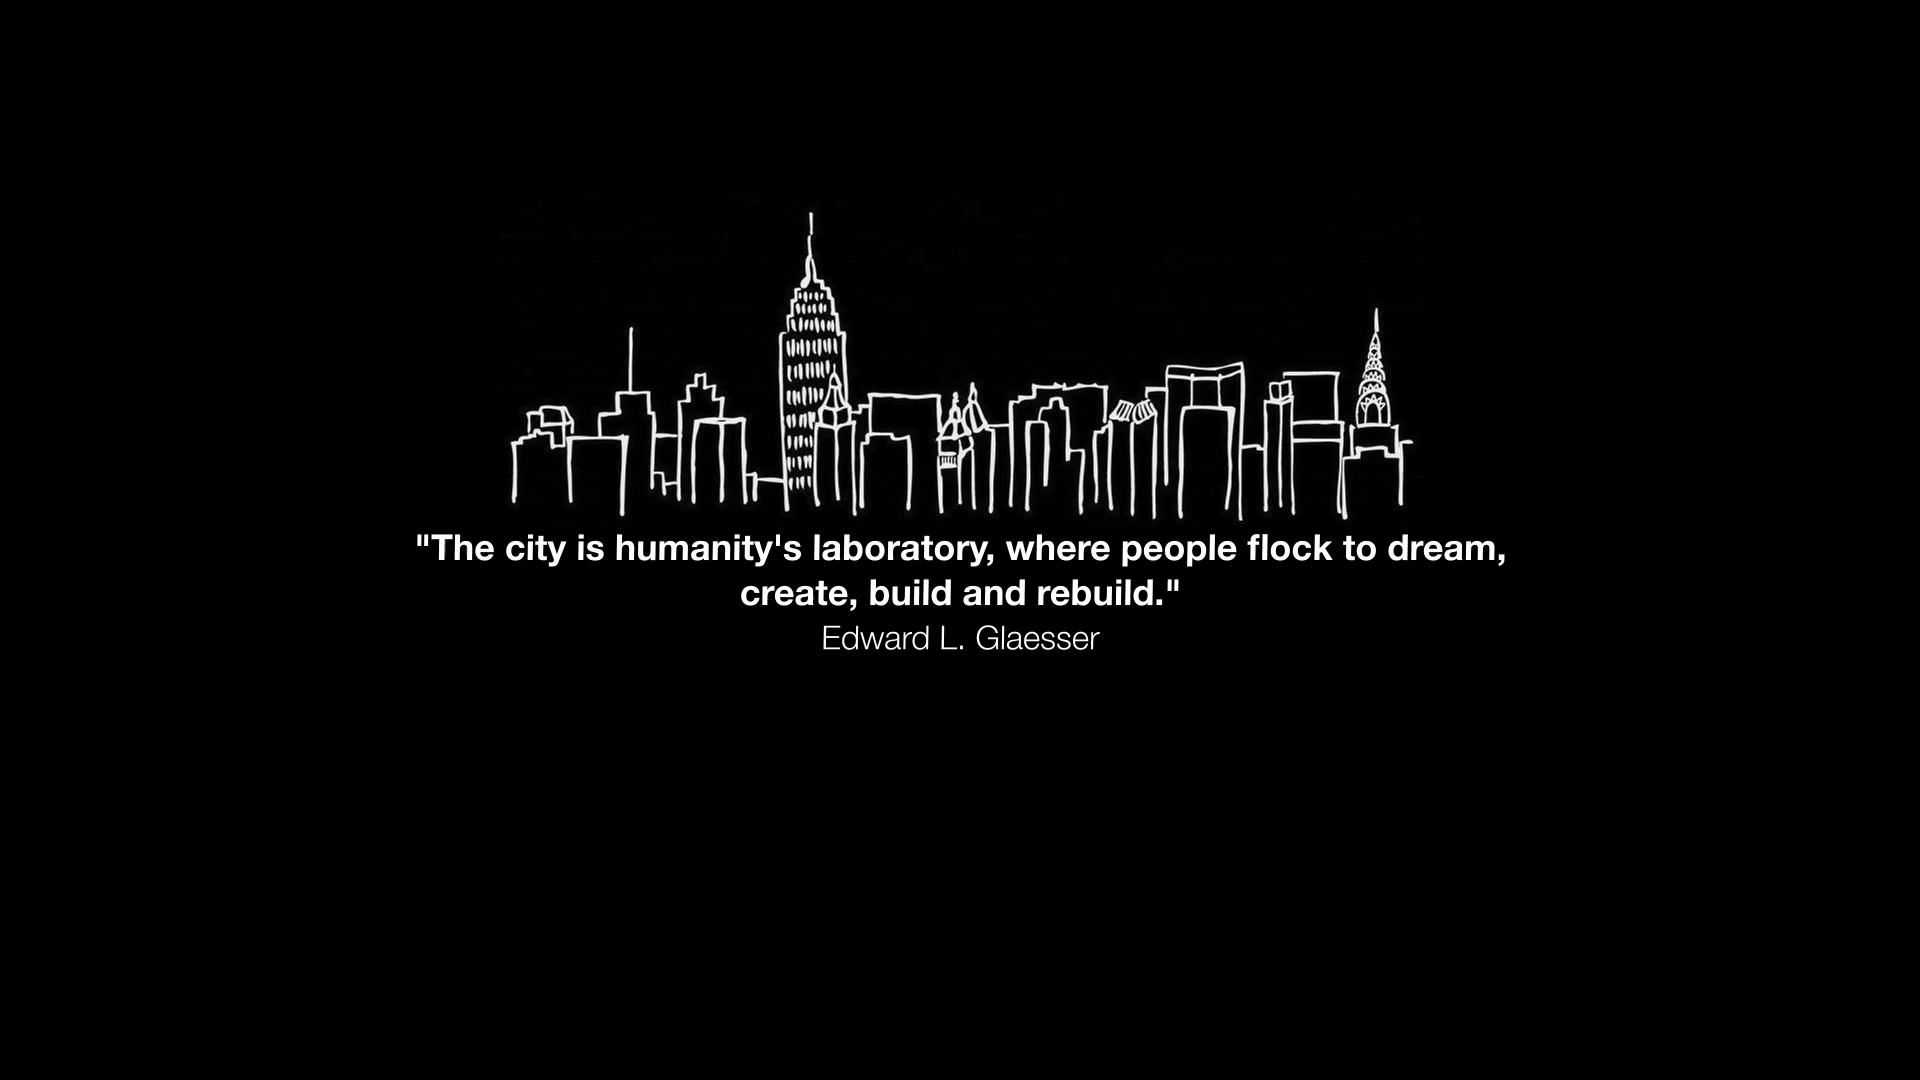 "The city is humanity's laboratory, where people flock to dream,
create, build and rebuild."
Edward L. Glaesser